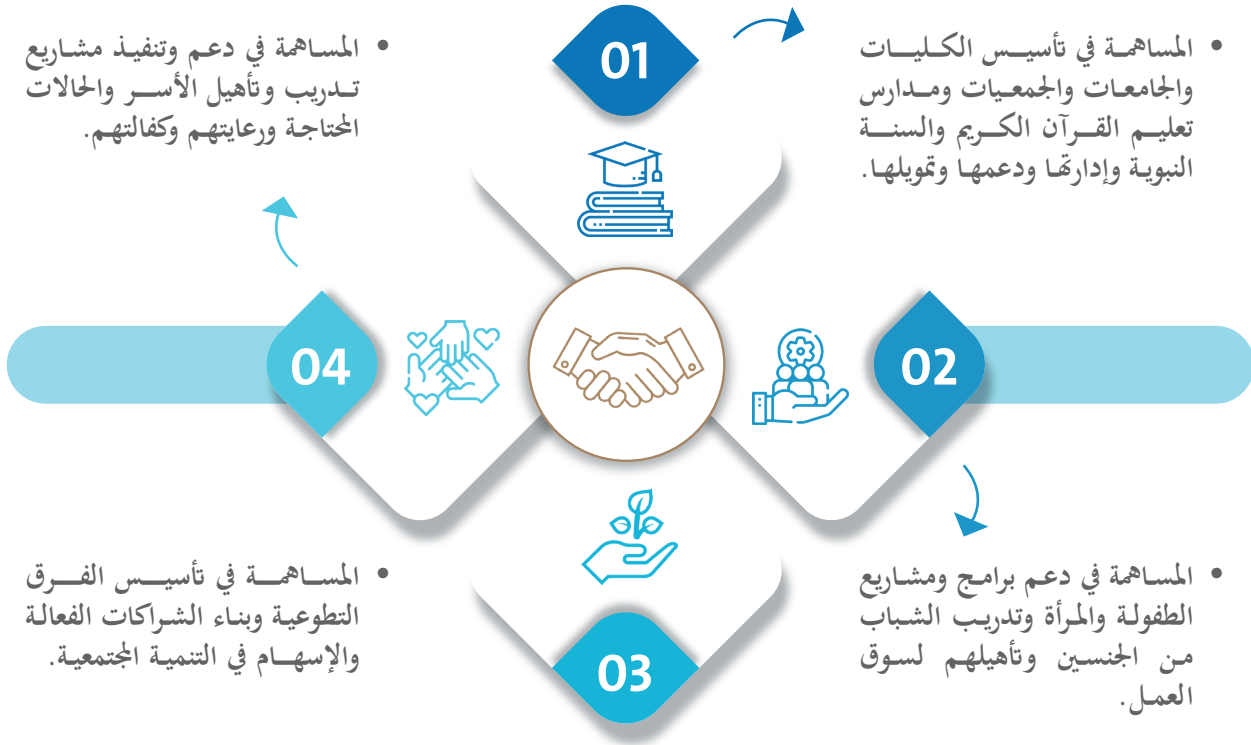 01
• المساهمة في تأسيس الكليات
والجامعات والجمعيات ومدارس
تعليم القرآن الكريم والسنة
النبوية وإدارتها ودعمها وتمويلها.
02
• المساهمة في دعم برامج ومشاريع
الطفولة والمرأة وتدريب الشباب
من الجنسين وتأهيلهم لسوق
العمل.
03
• المساهمة في تأسيس الفرق
التطوعية وبناء الشراكات الفعالة
والإسهام في التنمية المجتمعية.
04
• المساهمة في دعم وتنفيذ مشاريع
تدريب وتأهيل الأسر والحالات
المحتاجة ورعايتهم وكفالتهم.